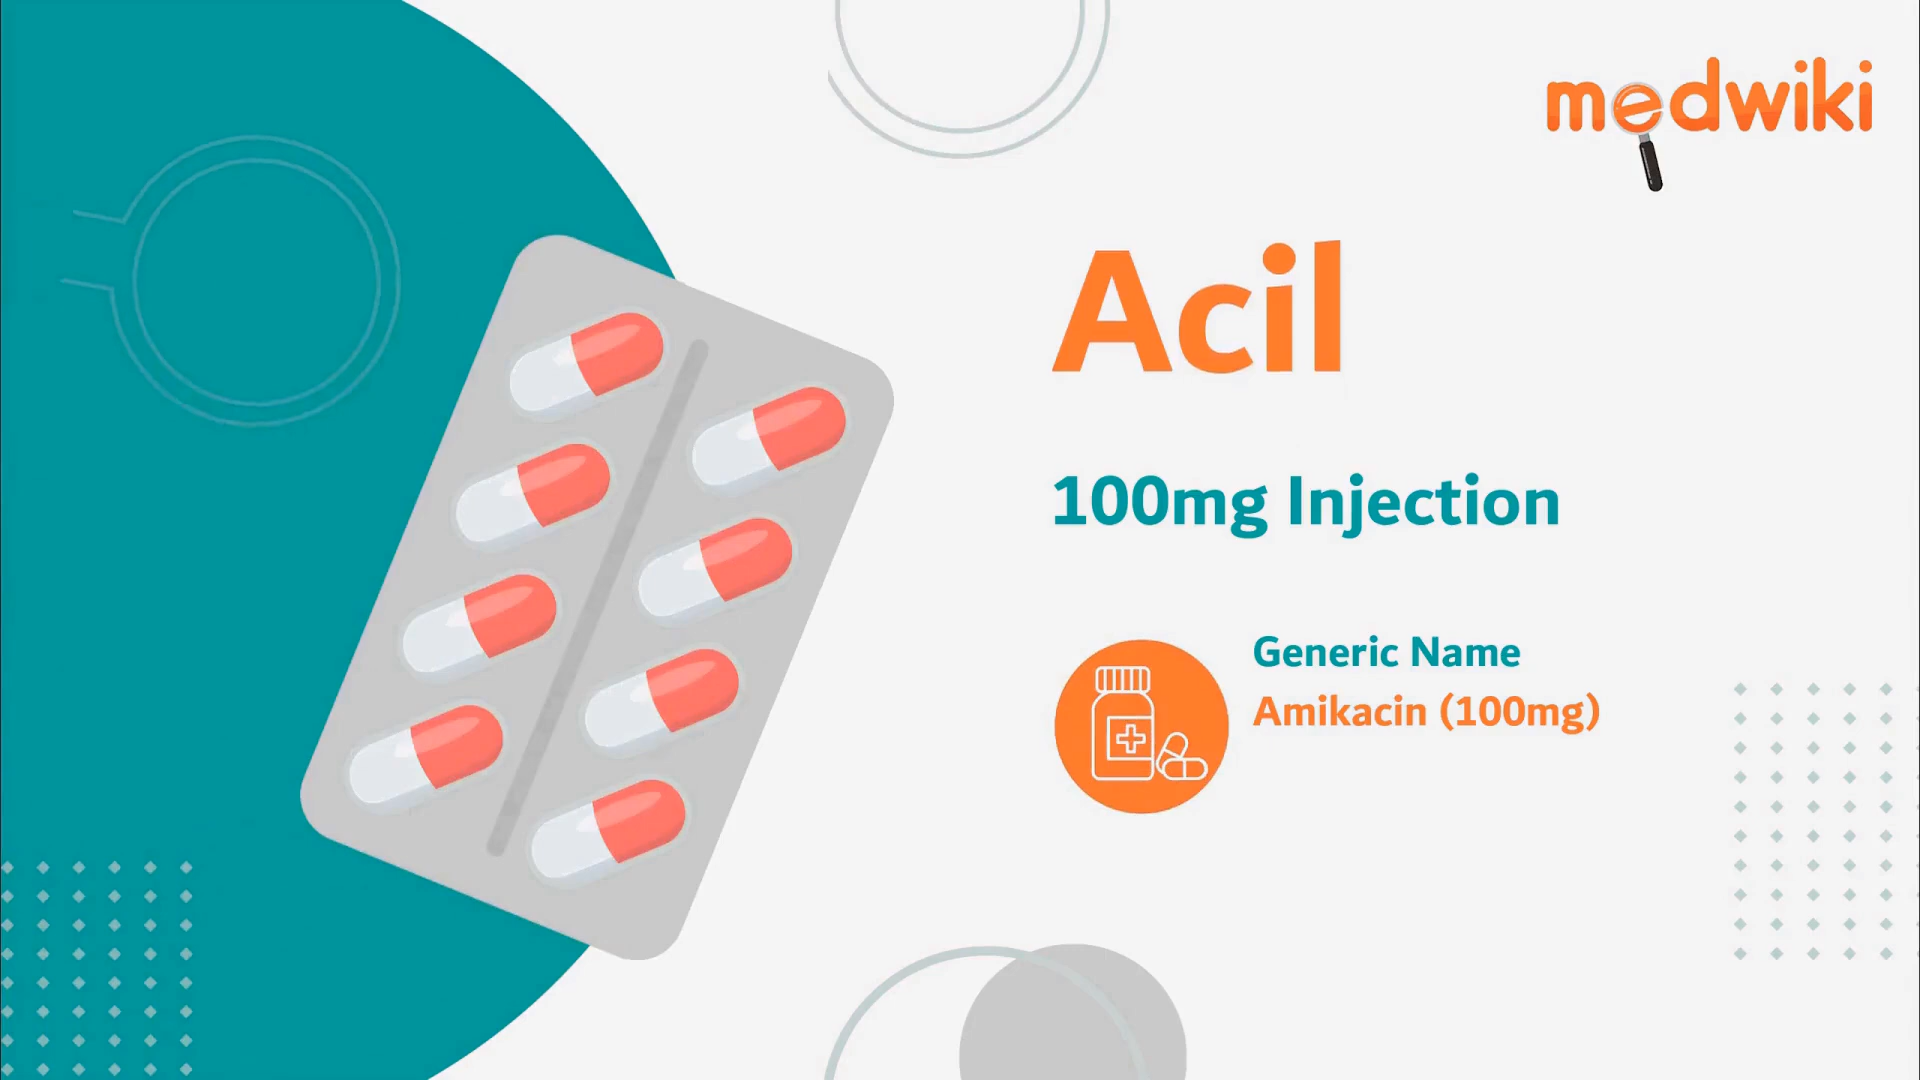 medwiki
Acil
100mg Injection
Generic Name
Amikacin (100mg)